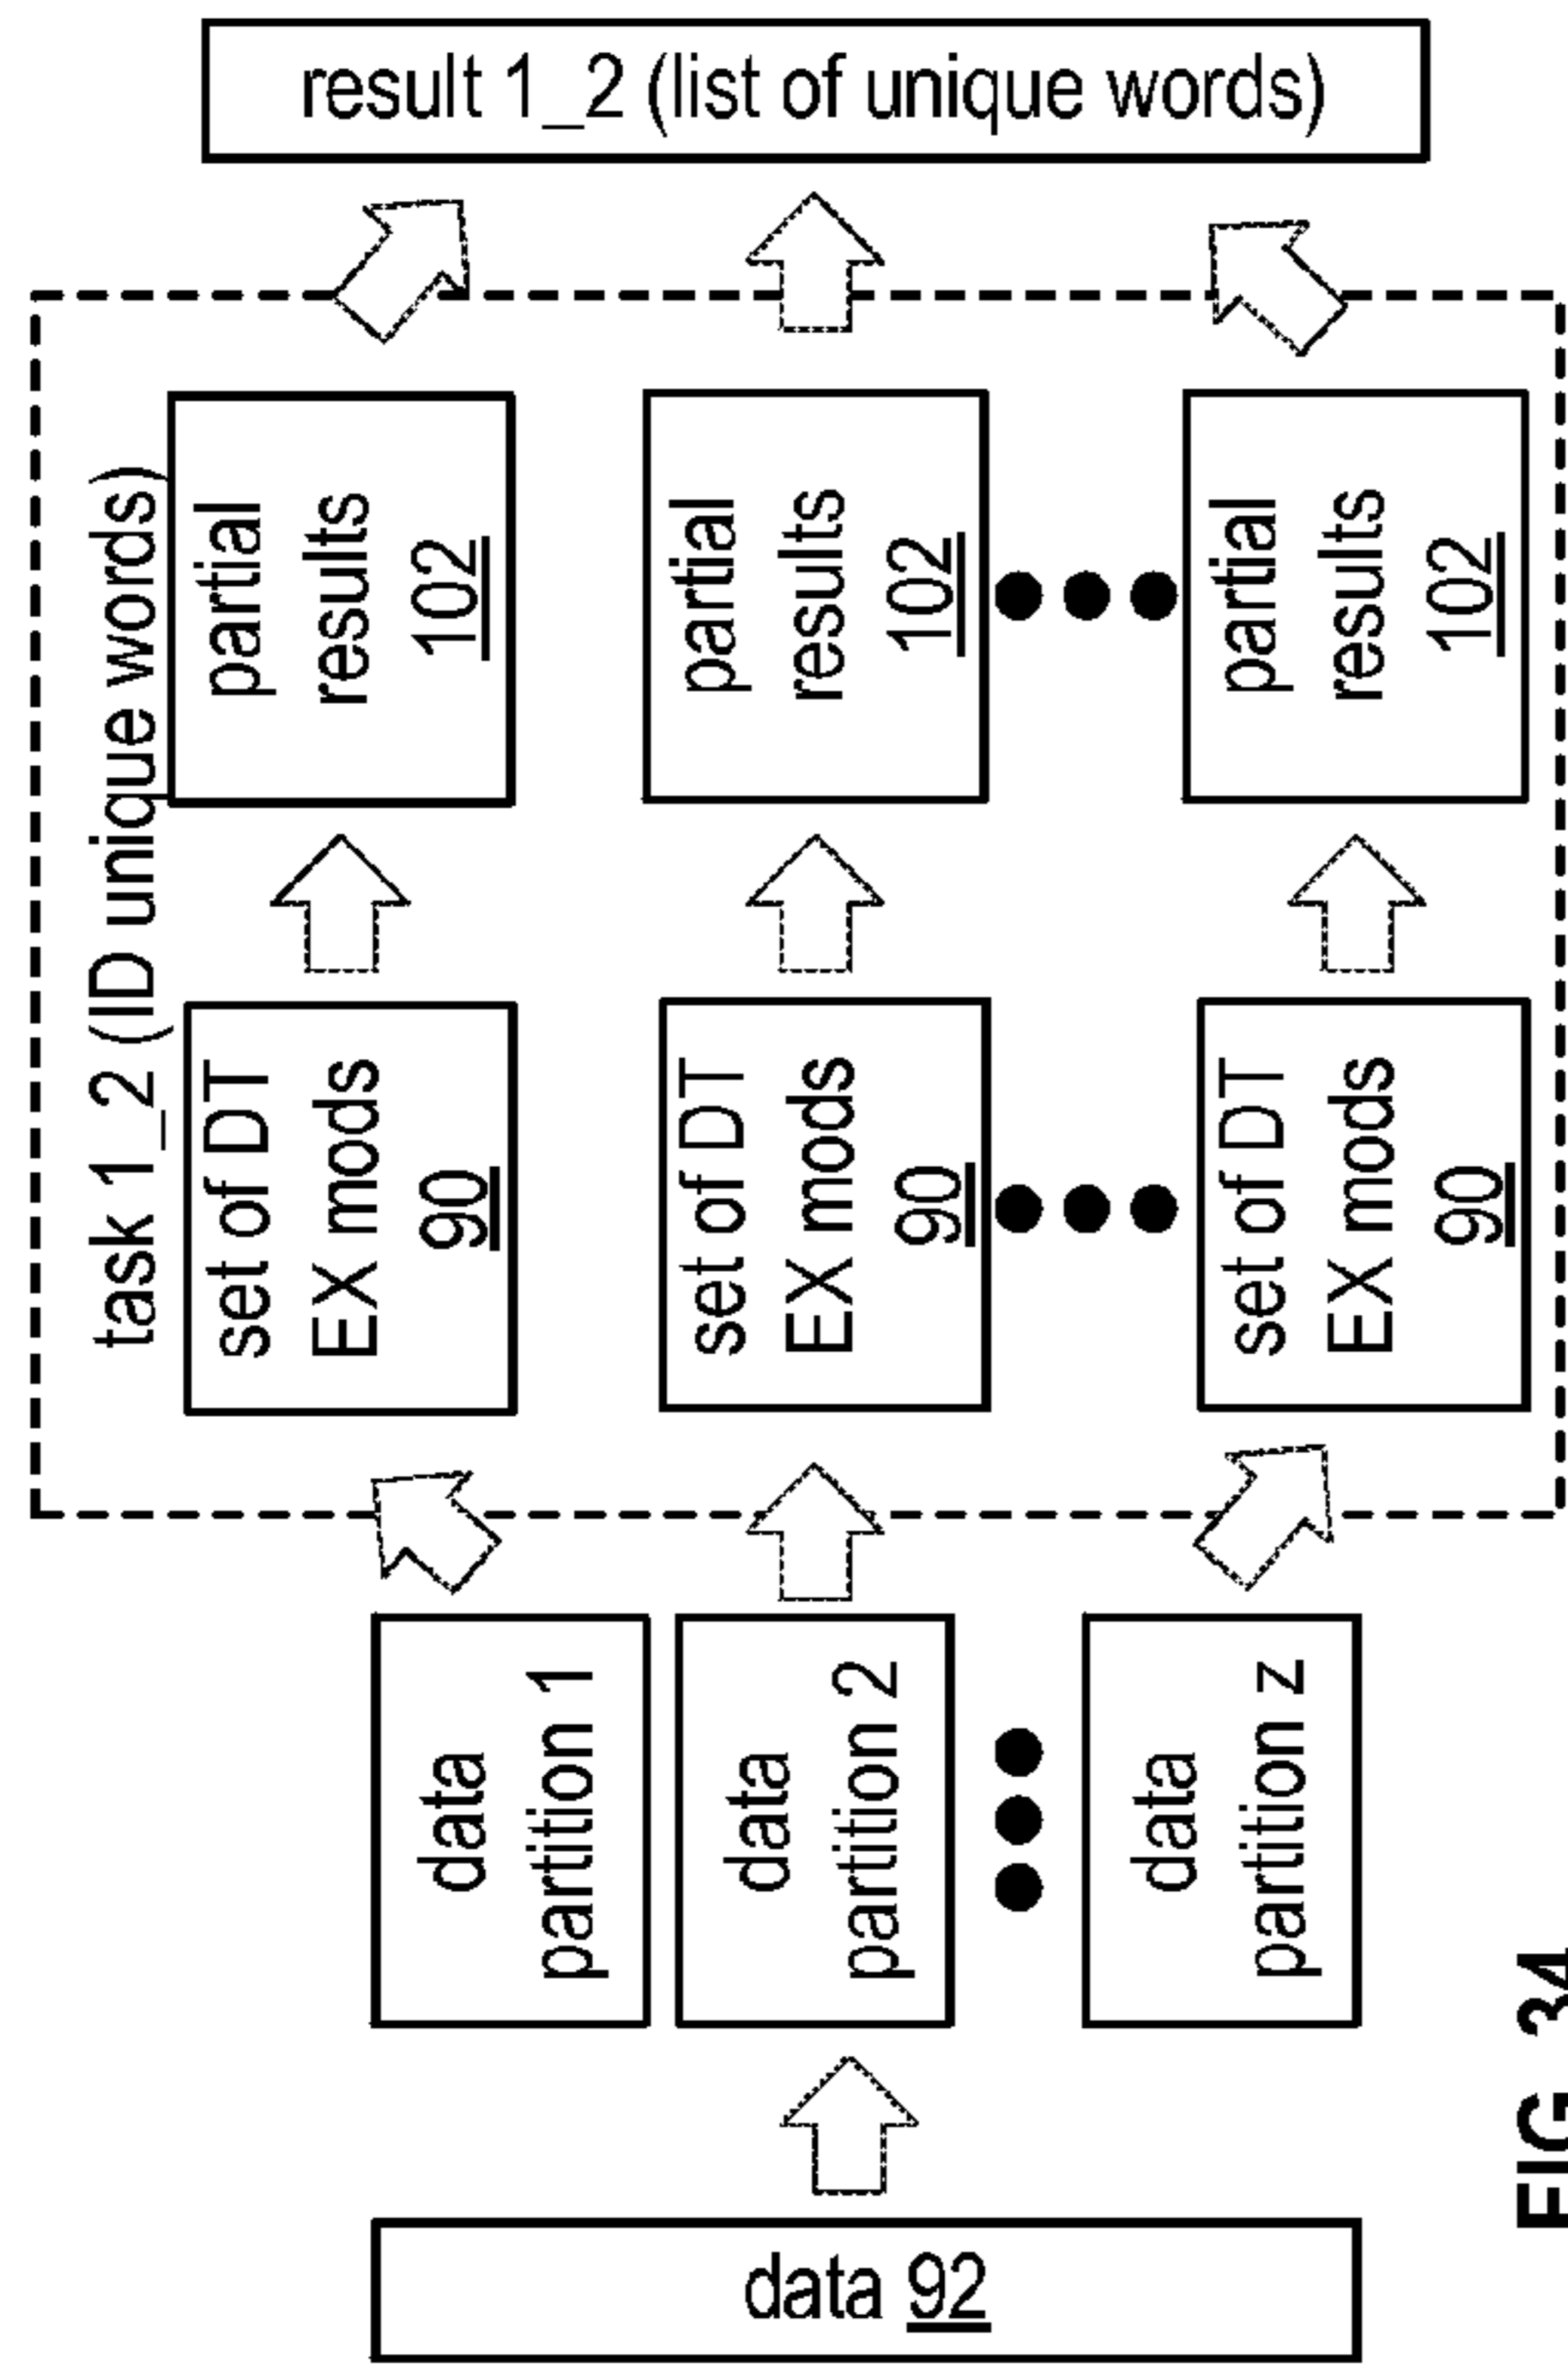 result 1_2 (list of unique words)
task 1_2 (ID unique words)
partial
results
102
partial
results
102
partial
results
102
set of DT
EX mods
90
set of DT
EX mods
90
set of DT
EX mods
90
data
partition 1
data
partition 2
data
partition z
data 92
FIG. 34